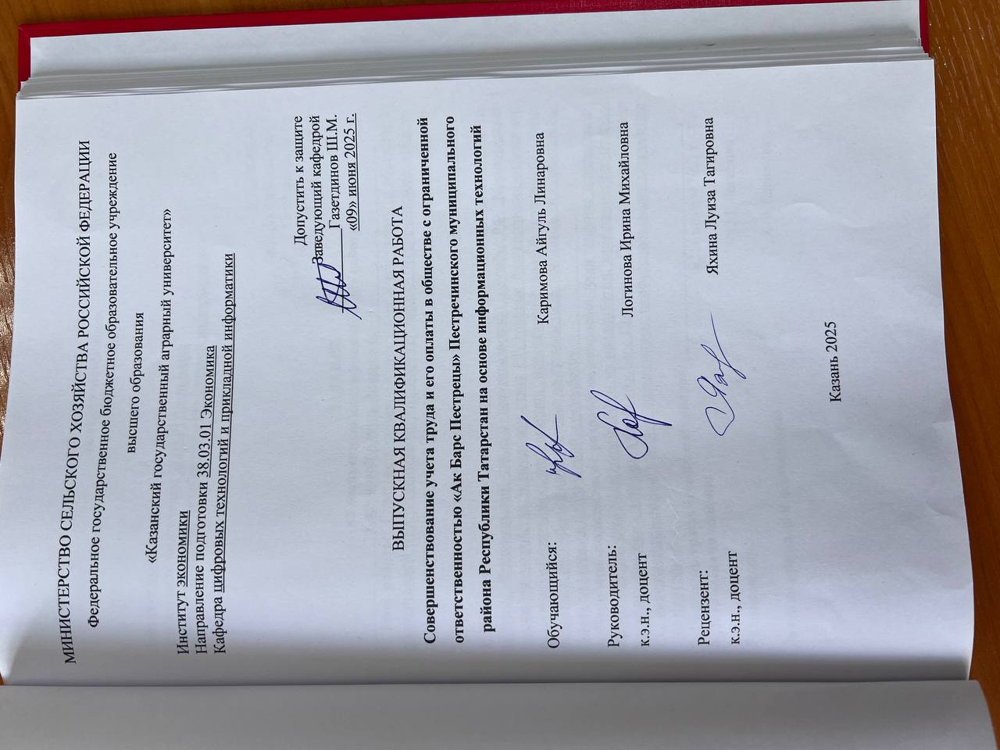 МИНИСТЕРСТВО СЕЛЬСКОГО ХОЗЯЙСТВА РОССИЙСКОЙ ФЕДЕРАЦИИ
Федеральное государственное бюджетное образовательное учреждение
высшего образования
«Казанский государственный аграрный университет»
Институт экономики
Направление подготовки 38.03.01 Экономика
Кафедра цифровых технологий и прикладной информатики
Допустить к защите
Заведующий кафедрой
Газетдинов Ш.М.
«09» июня 2025 г.
ВЫПУСКНАЯ КВАЛИФИКАЦИОННАЯ РАБОТА
Совершенствование учета труда и его оплаты в обществе с ограниченной
ответственностью «Ак Барс Пестрецы» Пестречинского муниципального
района Республики Татарстан на основе информационных технологий
Обучающийся: Каримова Айгуль Линаровна
Руководитель: Логинова Ирина Михайловна
к.э.н., доцент
Рецензент: Яхина Луиза Тагировна
к.э.н., доцент
Казань 2025